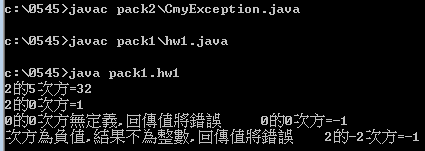 c:\0545>javac pack2\CmyException.java
c:\0545>javac pack1\hw1.java
c:\0545>java pack1.hw1
2的5次方=32
2的0次方=1
0的0次方無定義,回傳值將錯誤 0的0次方=-1
次方為負值,結果不為整數,回傳值將錯誤 2的-2次方=-1